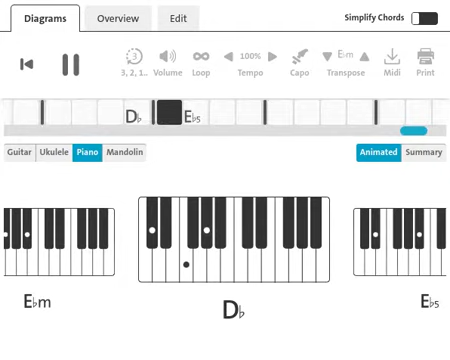 Diagrams Overview Edit Simplify Chords
3
3, 2, 1.. Volume Loop 100% Tempo Capo E♭m Transpose Midi Print
D♭ E♭5
Guitar Ukulele Piano Mandolin Animated Summary
E♭m D♭ E♭5